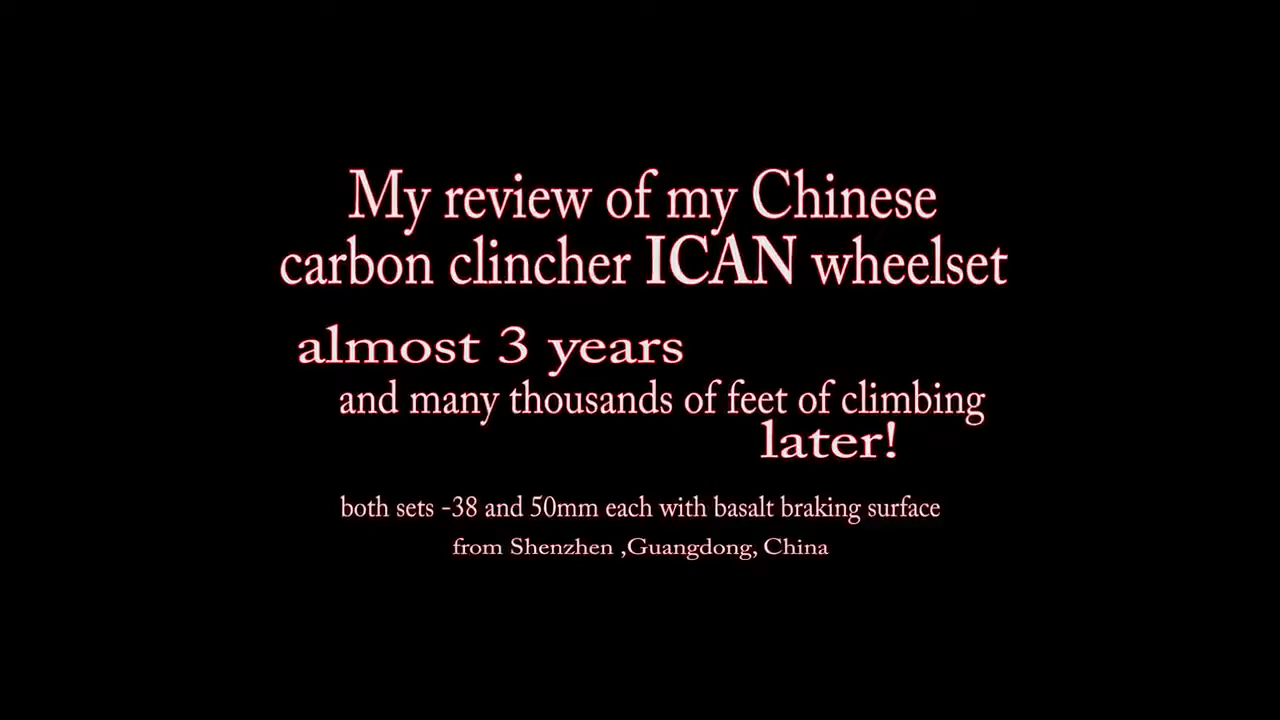 My review of my Chinese
carbon clincher ICAN wheelset
almost 3 years
and many thousands of feet of climbing
later!
both sets -38 and 50mm each with basalt braking surface
from Shenzhen ,Guangdong, China